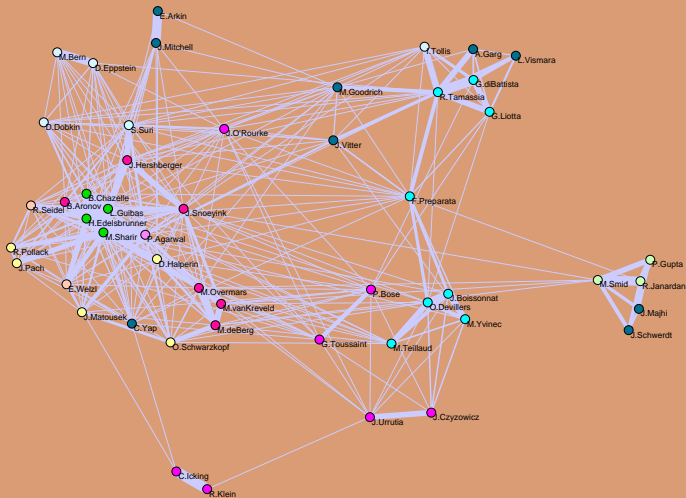 E.Arkin
J.Mitchell
I.Tollis
A.Garg
L.Vismara
M.Bern
D.Eppstein
G.diBattista
M.Goodrich
R.Tamassia
G.Liotta
D.Dobkin
S.Suri
J.O'Rourke
J.Vitter
J.Hershberger
B.Chazelle
F.Preparata
R.Seidel
B.Aronov
L.Guibas
J.Snoeyink
H.Edelsbrunner
M.Sharir
P.Agarwal
R.Pollack
J.Pach
D.Halperin
P.Gupta
M.Smid
R.Janardan
E.Welzl
M.Overmars
P.Bose
J.Boissonnat
O.Devillers
M.vanKreveld
J.Majhi
J.Matousek
C.Yap
M.deBerg
M.Yvinec
J.Schwerdt
O.Schwarzkopf
G.Toussaint
M.Teillaud
J.Urrutia
J.Czyzowicz
C.Icking
R.Klein